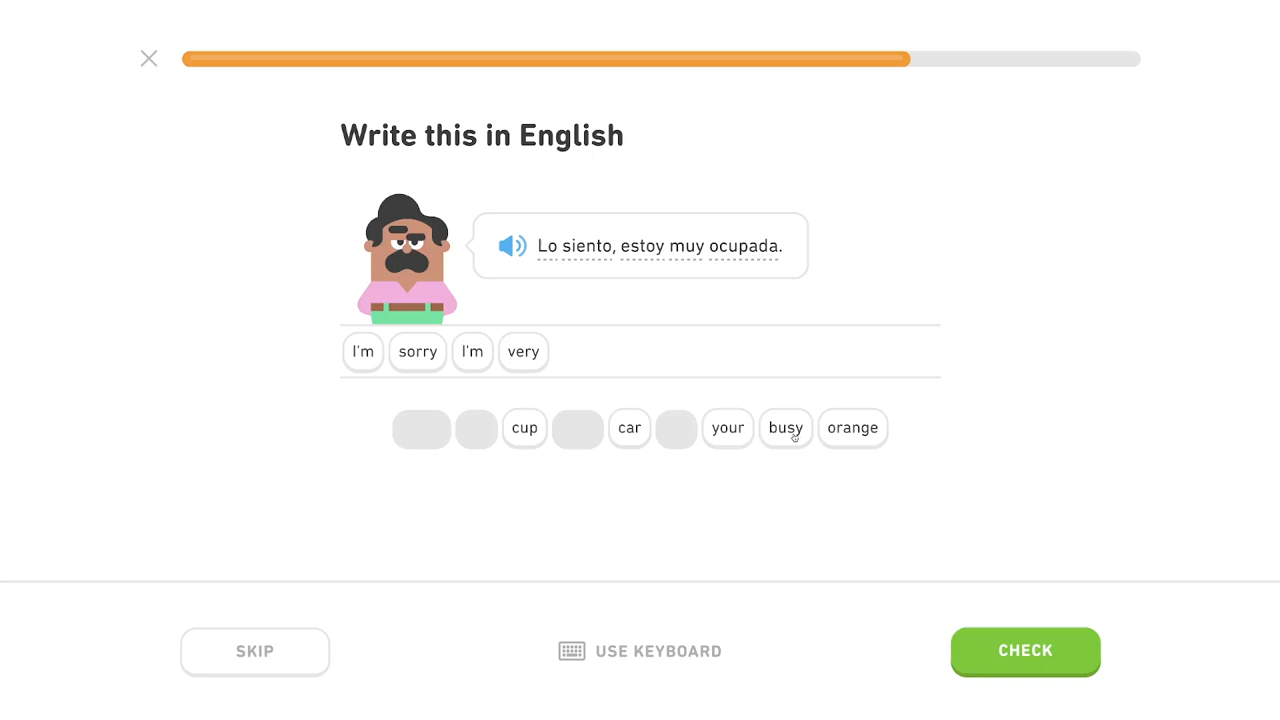 Write this in English
Lo siento, estoy muy ocupada.
I'm sorry I'm very
cup car your busy orange
SKIP USE KEYBOARD CHECK